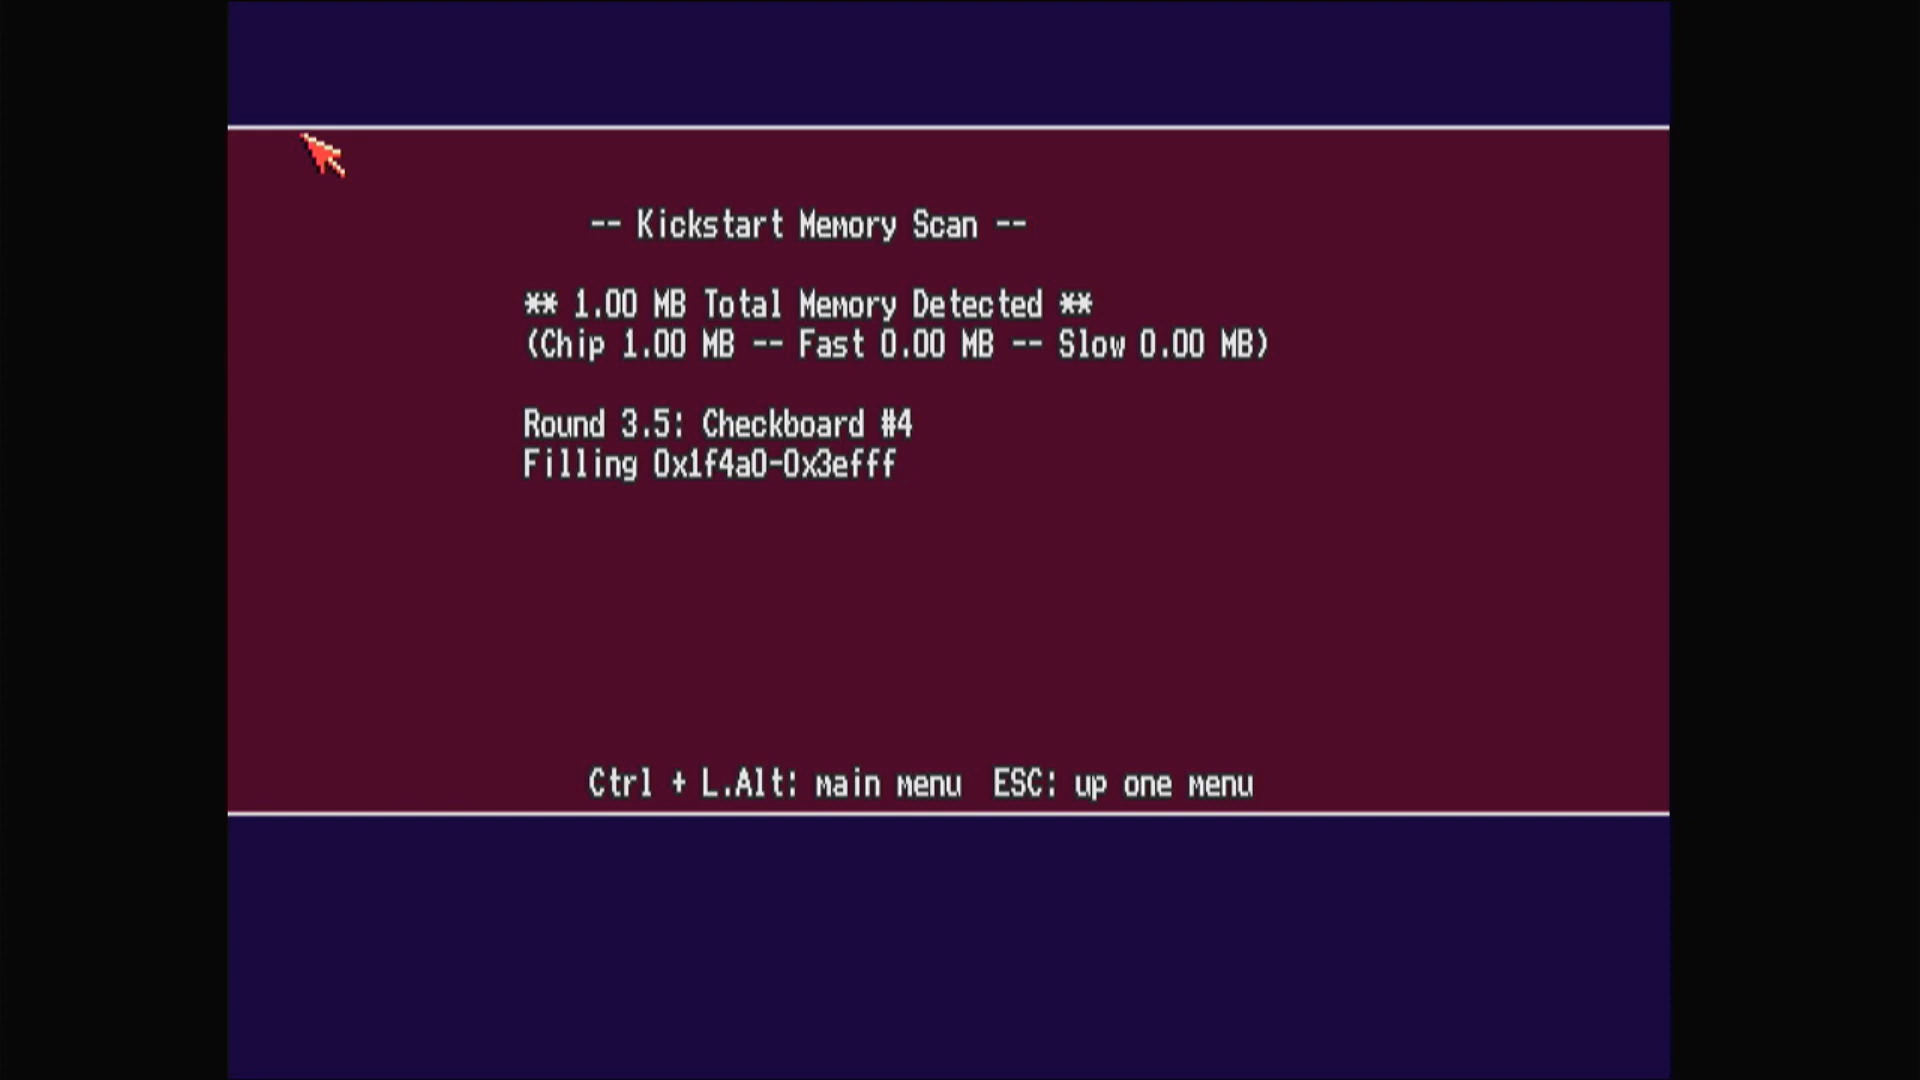 -- Kickstart Memory Scan --
** 1.00 MB Total Memory Detected **
(Chip 1.00 MB -- Fast 0.00 MB -- Slow 0.00 MB)
Round 3.5: Checkboard #4
Filling 0x1f4a0-0x3efff
Ctrl + L.Alt: main menu  ESC: up one menu